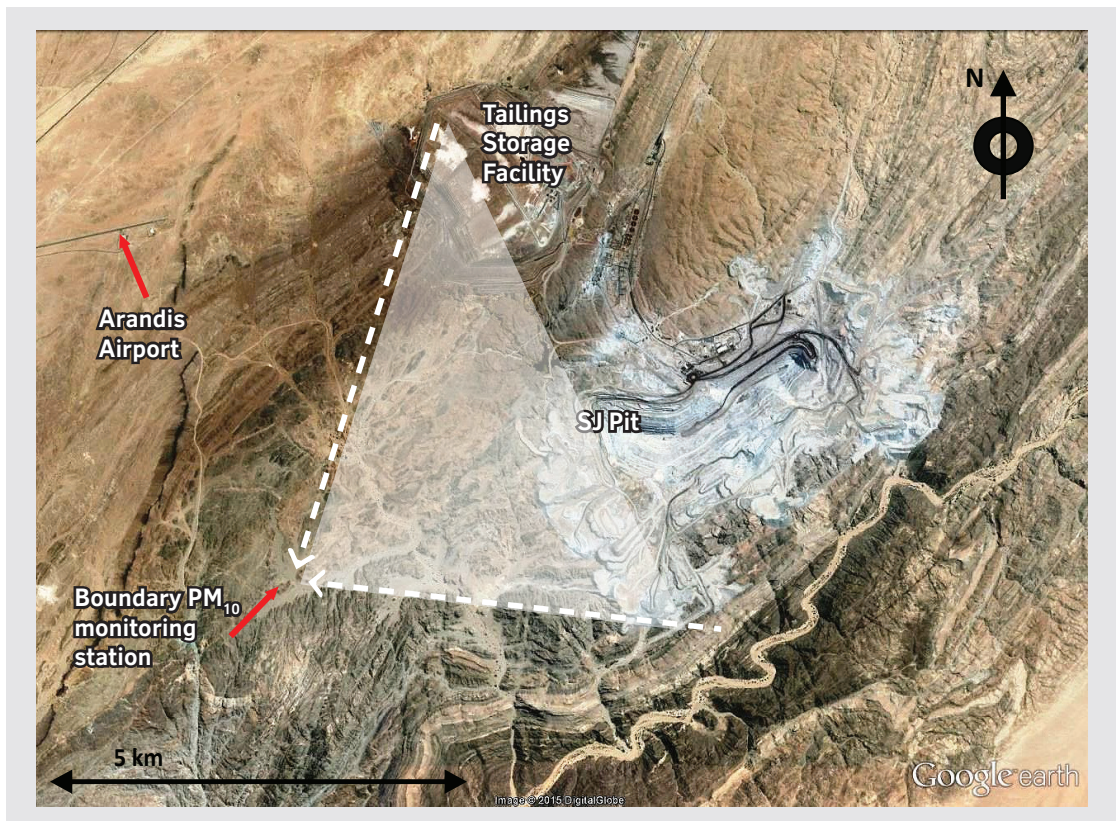 N
Tailings
Storage
Facility
Arandis
Airport
SJ Pit
Boundary PM10
monitoring
station
5 km
Google earth
Image © 2015 DigitalGlobe